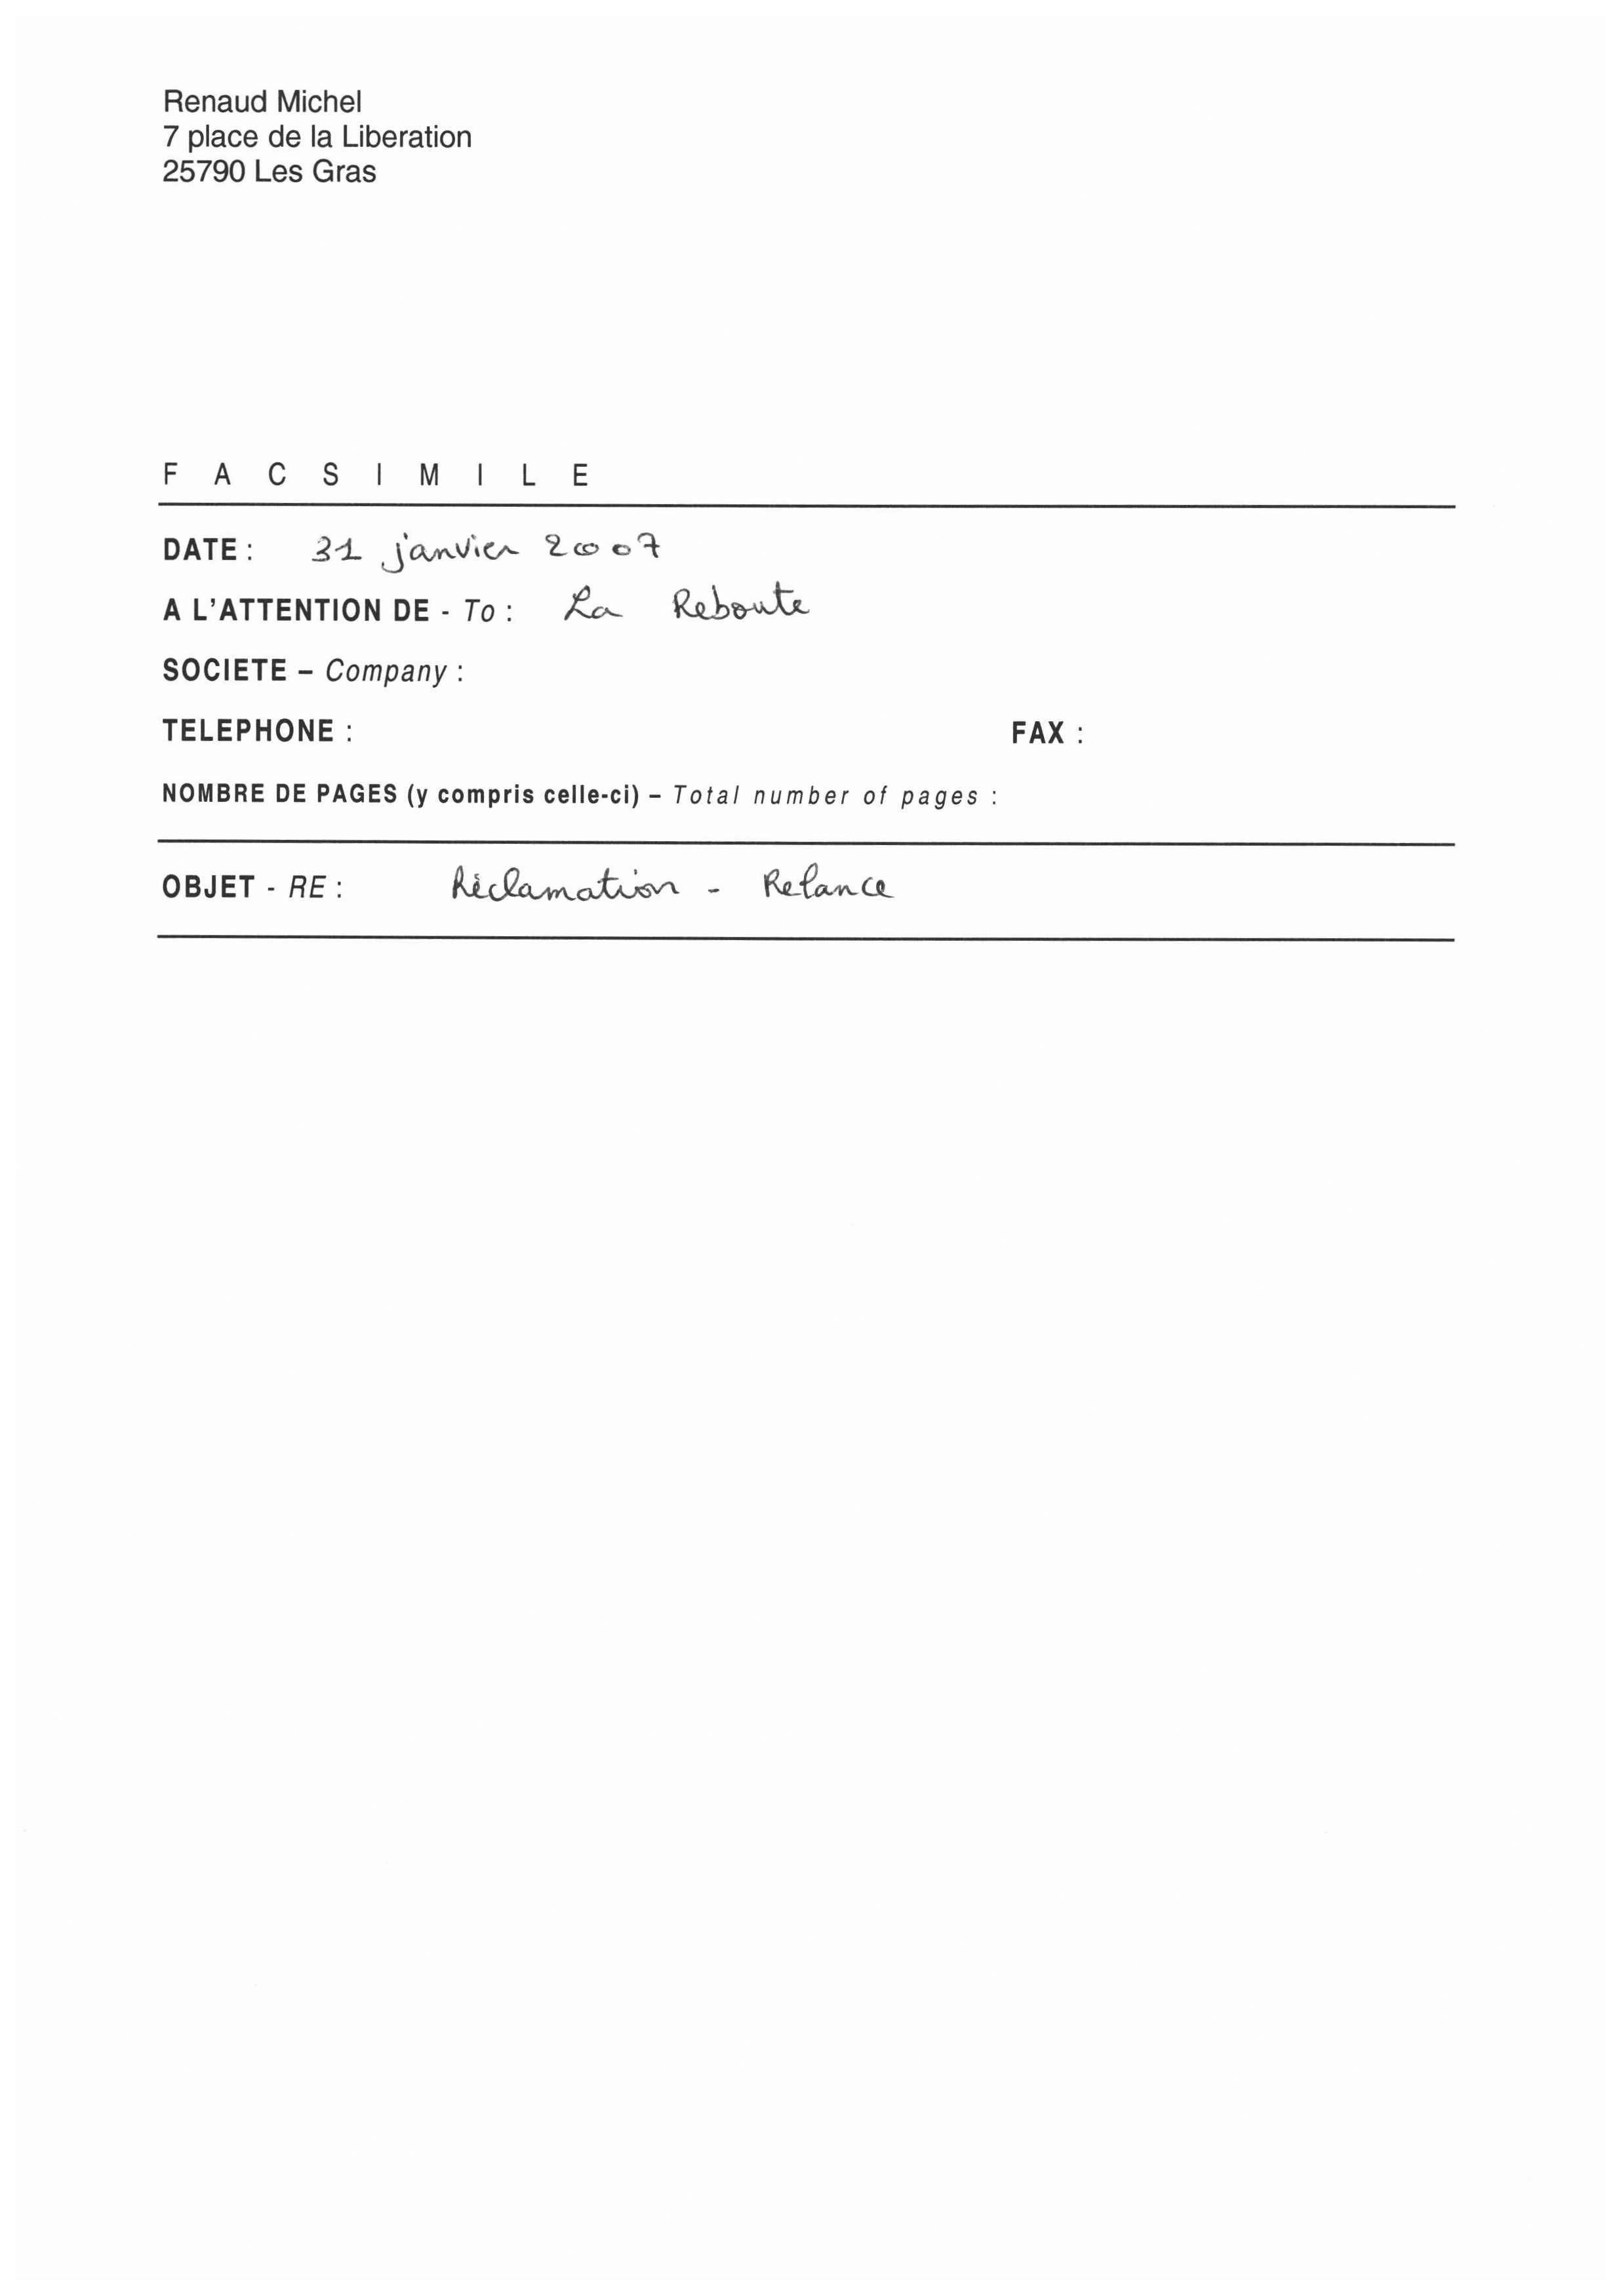 Renaud Michel
7 place de la Liberation
25790 Les Gras
F A C S I M I L E
DATE : 31 janvier 2007
A L'ATTENTION DE - To : La Reboute
SOCIETE – Company :
TELEPHONE : FAX :
NOMBRE DE PAGES (y compris celle-ci) – Total number of pages :
OBJET - RE : Réclamation - Relance